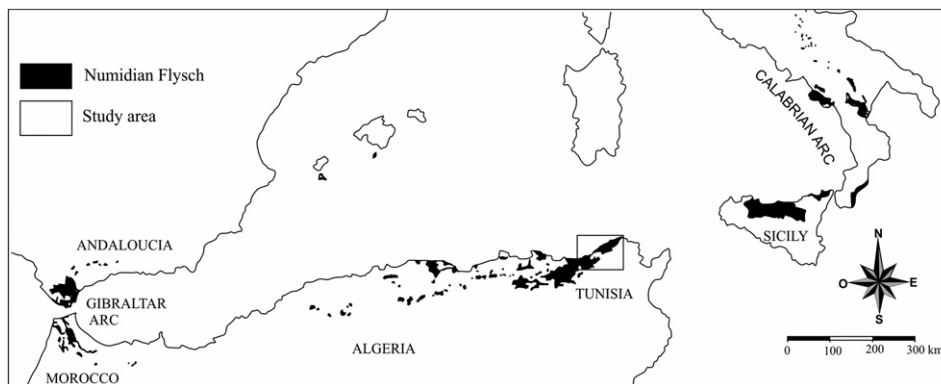 Numidian Flysch
Study area
CALABRIAN ARC
ANDALOUCIA
GIBRALTAR
ARC
MOROCCO
ALGERIA
TUNISIA
SICILY
N
O
E
S
0 100 200 300 km